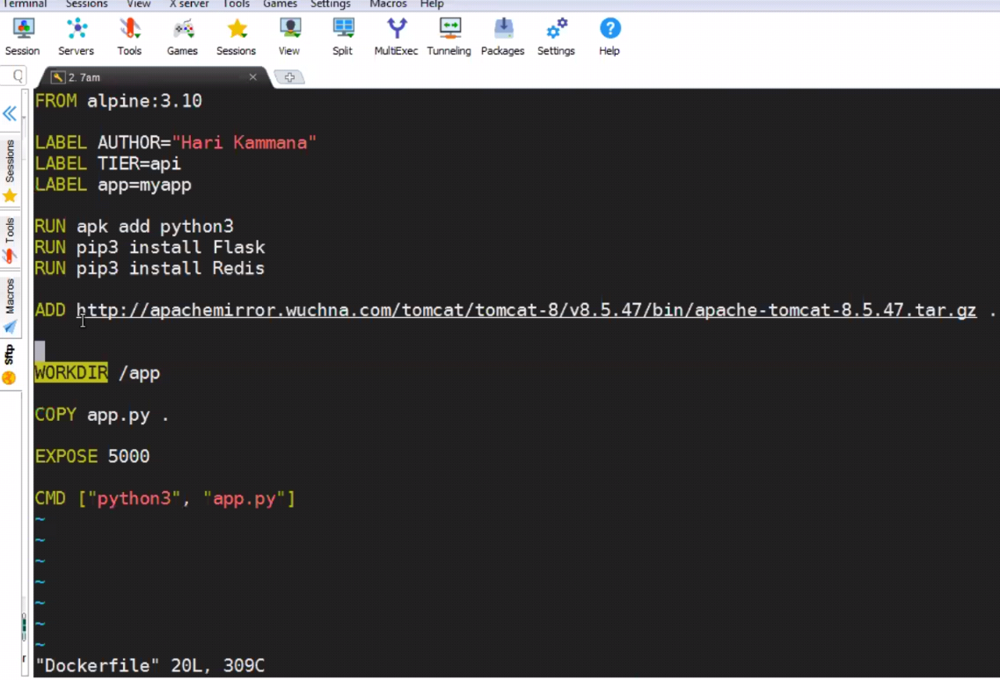 Terminal Sessions View X server Tools Games Settings Macros Help
Session Servers Tools Games Sessions View Split MultiExec Tunneling Packages Settings Help
2. 7am
Sessions
Tools
Macros
Sftp
FROM alpine:3.10
LABEL AUTHOR="Hari Kammana"
LABEL TIER=api
LABEL app=myapp
RUN apk add python3
RUN pip3 install Flask
RUN pip3 install Redis
ADD http://apachemirror.wuchna.com/tomcat/tomcat-8/v8.5.47/bin/apache-tomcat-8.5.47.tar.gz .
WORKDIR /app
COPY app.py .
EXPOSE 5000
CMD ["python3", "app.py"]
~
~
~
~
~
~
~
"Dockerfile" 20L, 309C